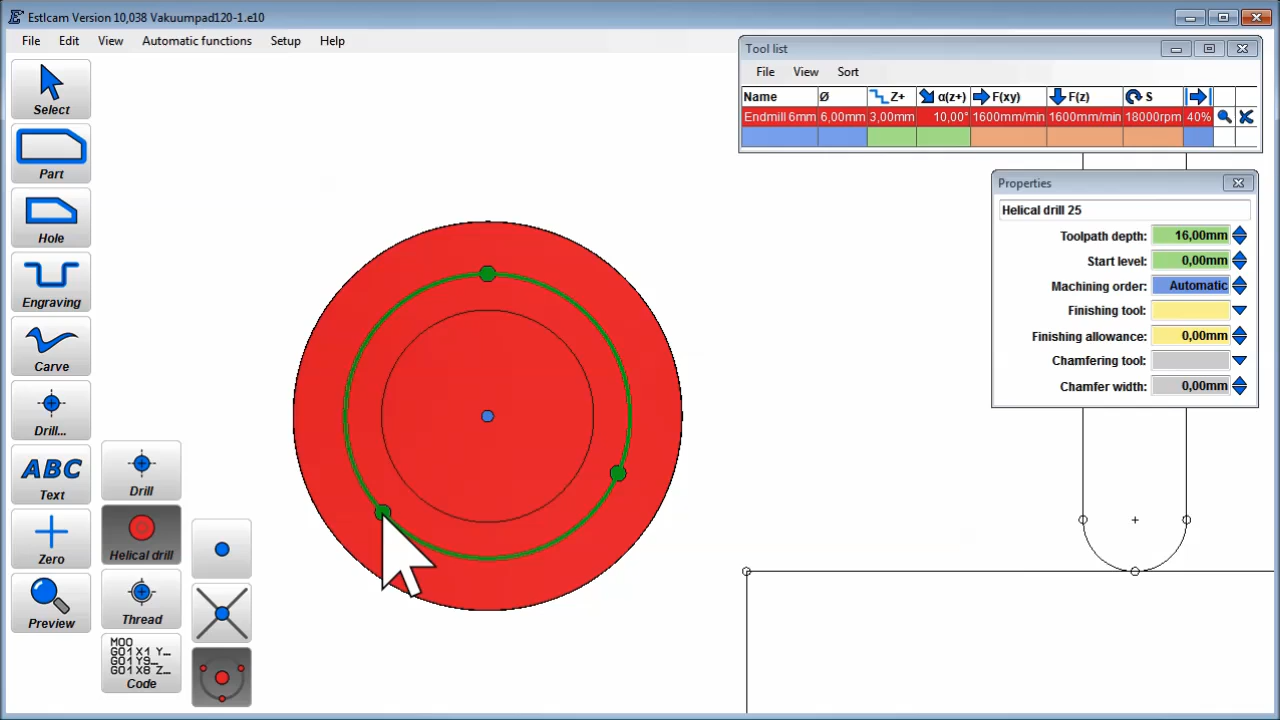 Estlcam Version 10,038 Vakuumpad120-1.e10
File Edit View Automatic functions Setup Help
Select
Part
Hole
Engraving
Carve
Drill...
ABC
Text
Zero
Preview
Drill
Helical drill
Thread
M00
G01X1 Y...
G01Y9...
G01X6 Z...
Code
Tool list
File View Sort
Name Ø Z+ α(z+) F(xy) F(z) S
Endmill 6mm 6,00mm 3,00mm 10,00° 1600mm/min 1600mm/min 18000rpm 40%
Properties
Helical drill 25
Toolpath depth: 16,00mm
Start level: 0,00mm
Machining order: Automatic
Finishing tool:
Finishing allowance: 0,00mm
Chamfering tool:
Chamfer width: 0,00mm